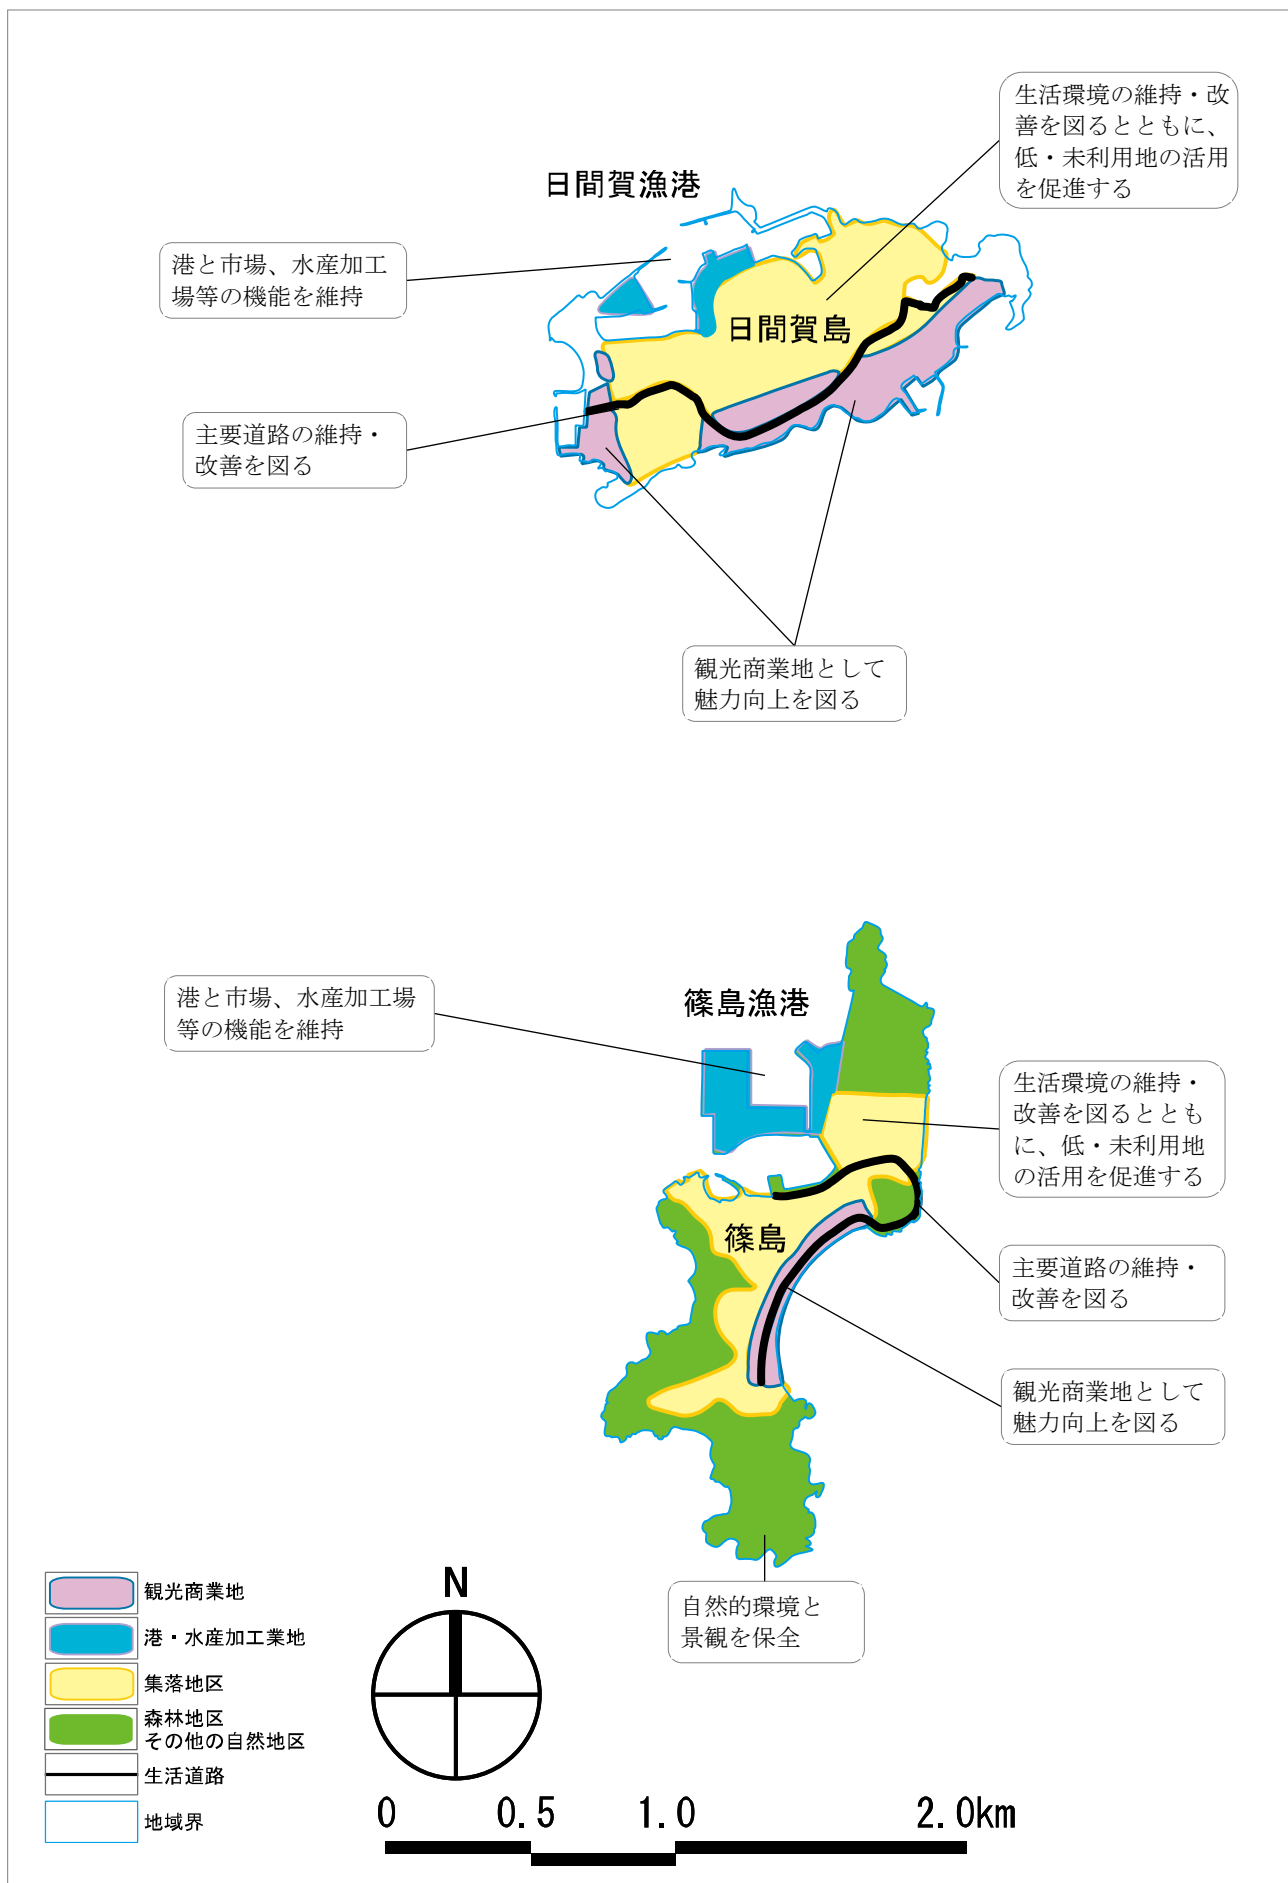 生活環境の維持・改
善を図るとともに、
低・未利用地の活用
を促進する
日間賀漁港
港と市場、水産加工
場等の機能を維持
日間賀島
主要道路の維持・
改善を図る
観光商業地として
魅力向上を図る
港と市場、水産加工場
等の機能を維持
篠島漁港
生活環境の維持・
改善を図るととも
に、低・未利用地
の活用を促進する
篠島
主要道路の維持・
改善を図る
観光商業地として
魅力向上を図る
自然的環境と
景観を保全
観光商業地
港・水産加工業地
集落地区
森林地区
その他の自然地区
生活道路
地域界
N
0 0.5 1.0 2.0km